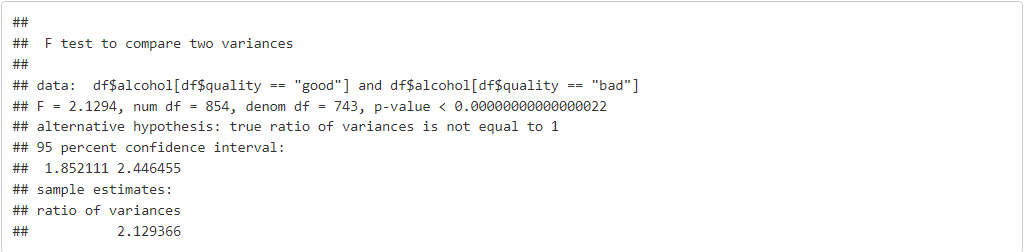 ##
##  F test to compare two variances
##
## data:  df$alcohol[df$quality == "good"] and df$alcohol[df$quality == "bad"]
## F = 2.1294, num df = 854, denom df = 743, p-value < 0.00000000000000022
## alternative hypothesis: true ratio of variances is not equal to 1
## 95 percent confidence interval:
##  1.852111 2.446455
## sample estimates:
## ratio of variances
##           2.129366